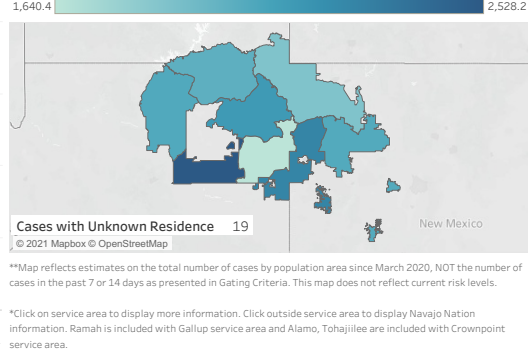 1,640.4 2,528.2
New Mexico
Cases with Unknown Residence 19
© 2021 Mapbox © OpenStreetMap
**Map reflects estimates on the total number of cases by population area since March 2020, NOT the number of
cases in the past 7 or 14 days as presented in Gating Criteria. This map does not reflect current risk levels.
*Click on service area to display more information. Click outside service area to display Navajo Nation
information. Ramah is included with Gallup service area and Alamo, Tohajiilee are included with Crownpoint
service area.